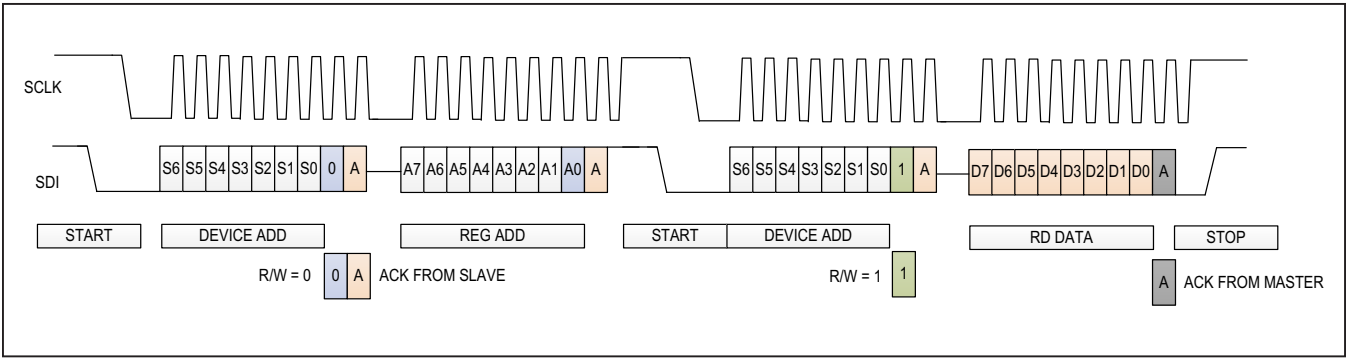 SCLK
SDI
S6 S5 S4 S3 S2 S1 S0 0 A A7 A6 A5 A4 A3 A2 A1 A0 A S6 S5 S4 S3 S2 S1 S0 1 A D7 D6 D5 D4 D3 D2 D1 D0 A
START DEVICE ADD REG ADD START DEVICE ADD RD DATA STOP
R/W = 0 0 A ACK FROM SLAVE R/W = 1 1 A ACK FROM MASTER